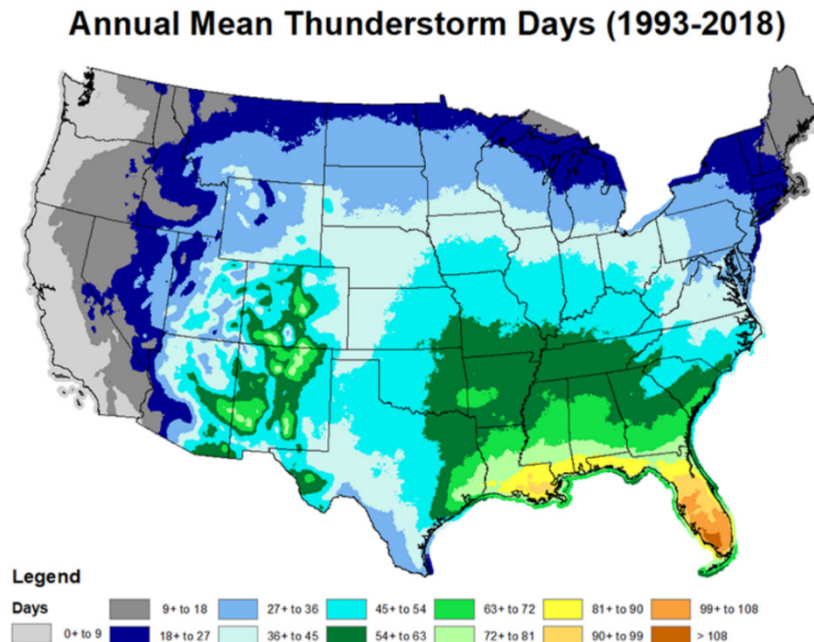 Annual Mean Thunderstorm Days (1993-2018)
Legend
Days
0+ to 9
9+ to 18
18+ to 27
27+ to 36
36+ to 45
45+ to 54
54+ to 63
63+ to 72
72+ to 81
81+ to 90
90+ to 99
99+ to 108
> 108